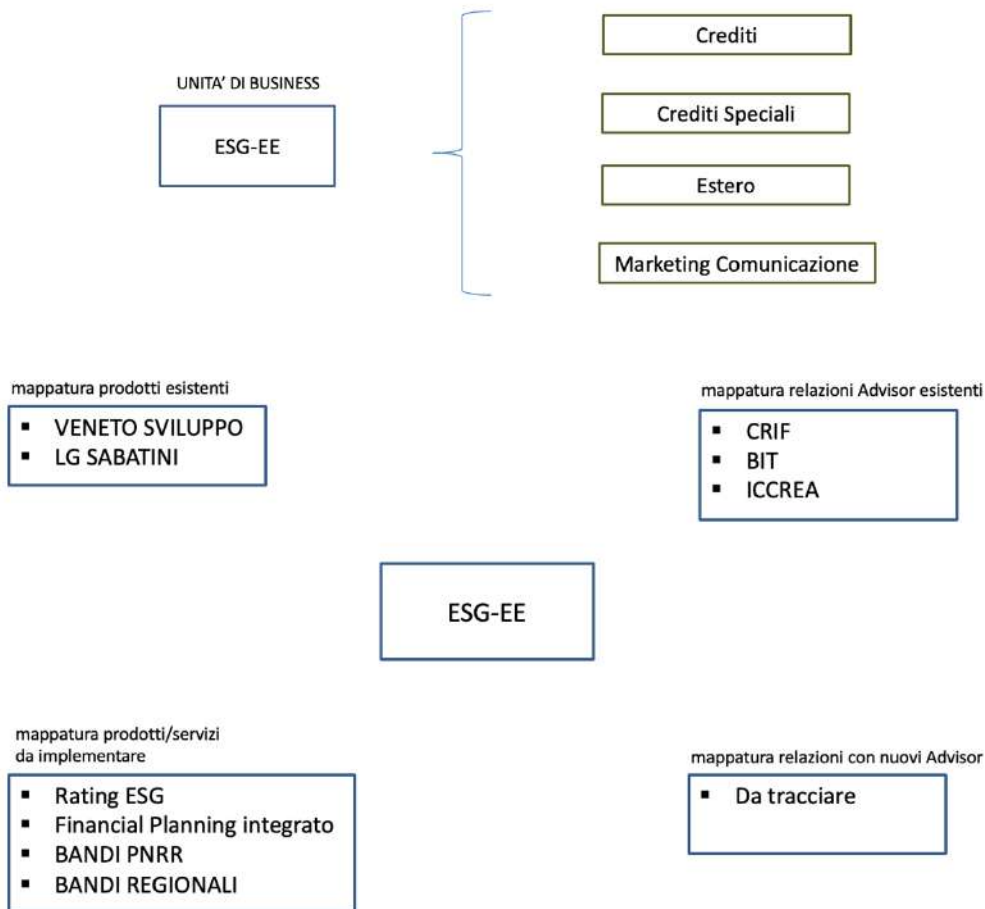 Crediti
UNITA' DI BUSINESS
ESG-EE
Crediti Speciali
Estero
Marketing Comunicazione
mappatura prodotti esistenti
▪ VENETO SVILUPPO
▪ LG SABATINI
mappatura relazioni Advisor esistenti
▪ CRIF
▪ BIT
▪ ICCREA
ESG-EE
mappatura prodotti/servizi
da implementare
▪ Rating ESG
▪ Financial Planning integrato
▪ BANDI PNRR
▪ BANDI REGIONALI
mappatura relazioni con nuovi Advisor
▪ Da tracciare